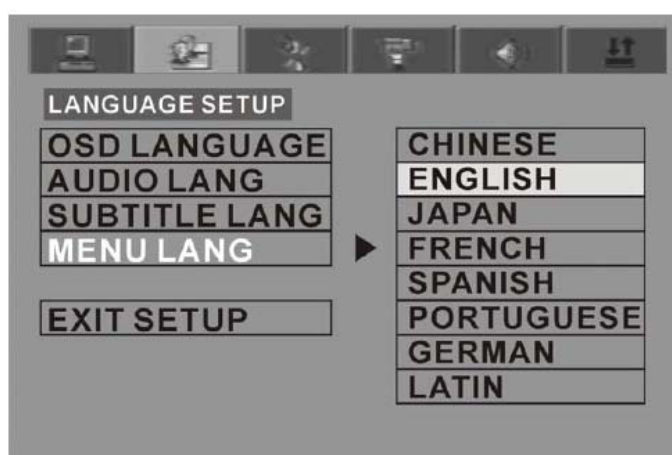 LANGUAGE SETUP
OSD LANGUAGE
AUDIO LANG
SUBTITLE LANG
MENU LANG
EXIT SETUP
CHINESE
ENGLISH
JAPAN
FRENCH
SPANISH
PORTUGUESE
GERMAN
LATIN